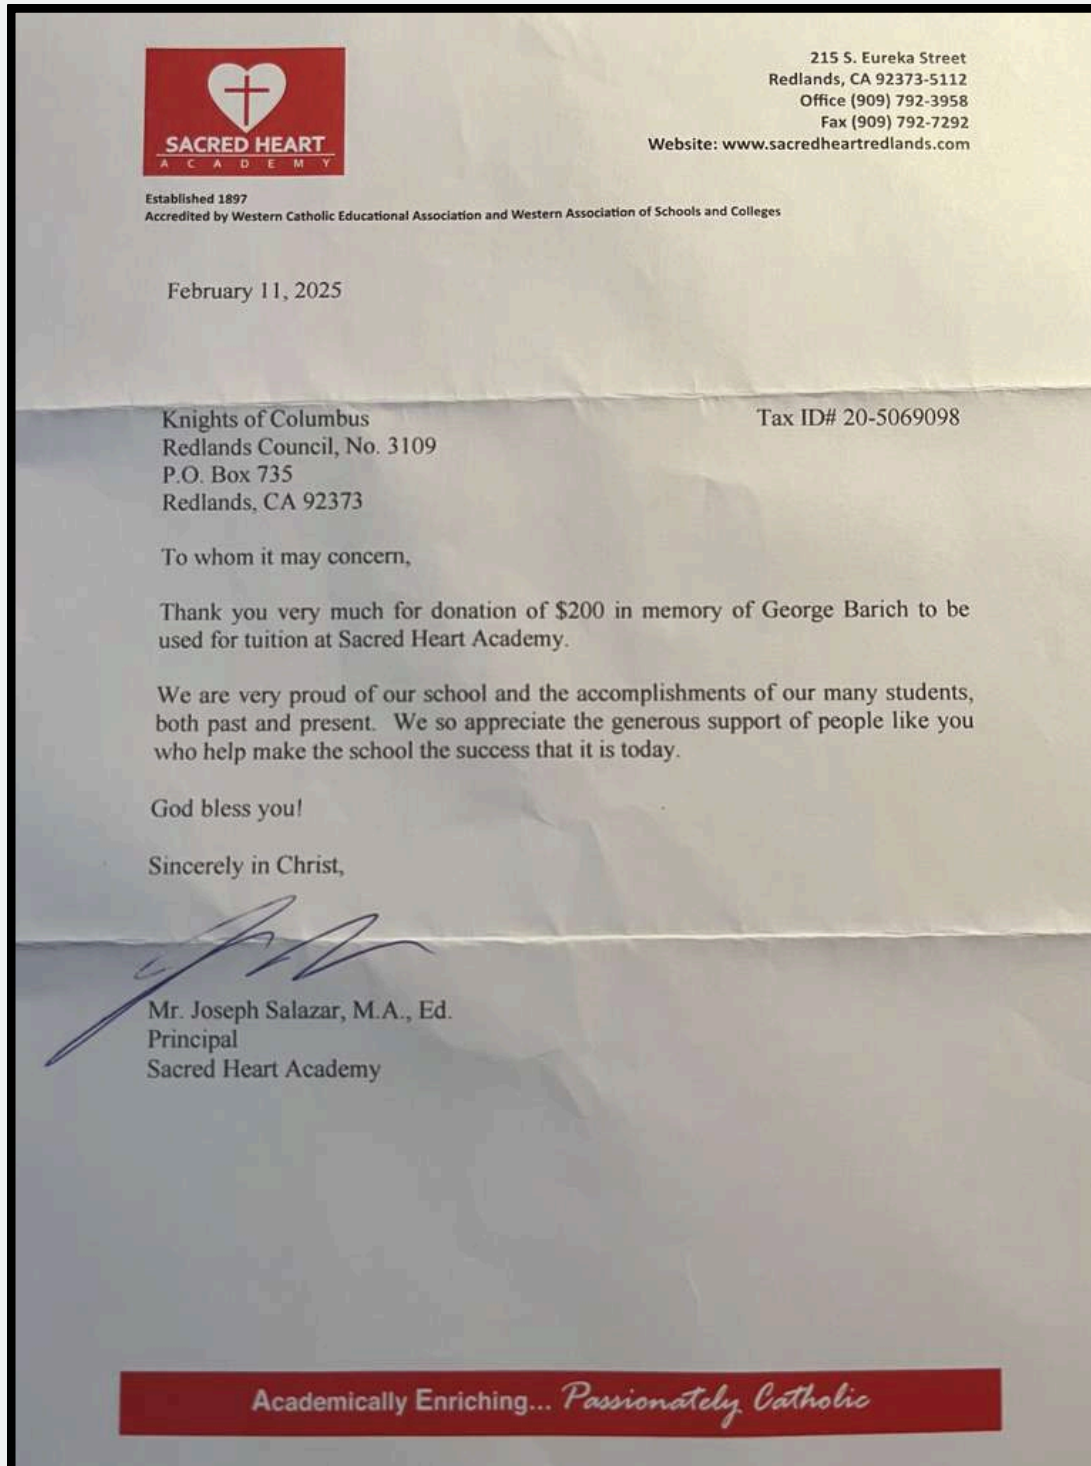 SACRED HEART
ACADEMY
215 S. Eureka Street
Redlands, CA 92373-5112
Office (909) 792-3958
Fax (909) 792-7292
Website: www.sacredheartredlands.com
Established 1897
Accredited by Western Catholic Educational Association and Western Association of Schools and Colleges
February 11, 2025
Knights of Columbus
Redlands Council, No. 3109
P.O. Box 735
Redlands, CA 92373
Tax ID# 20-5069098
To whom it may concern,
Thank you very much for donation of $200 in memory of George Barich to be
used for tuition at Sacred Heart Academy.
We are very proud of our school and the accomplishments of our many students,
both past and present. We so appreciate the generous support of people like you
who help make the school the success that it is today.
God bless you!
Sincerely in Christ,
Mr. Joseph Salazar, M.A., Ed.
Principal
Sacred Heart Academy
Academically Enriching... Passionately Catholic